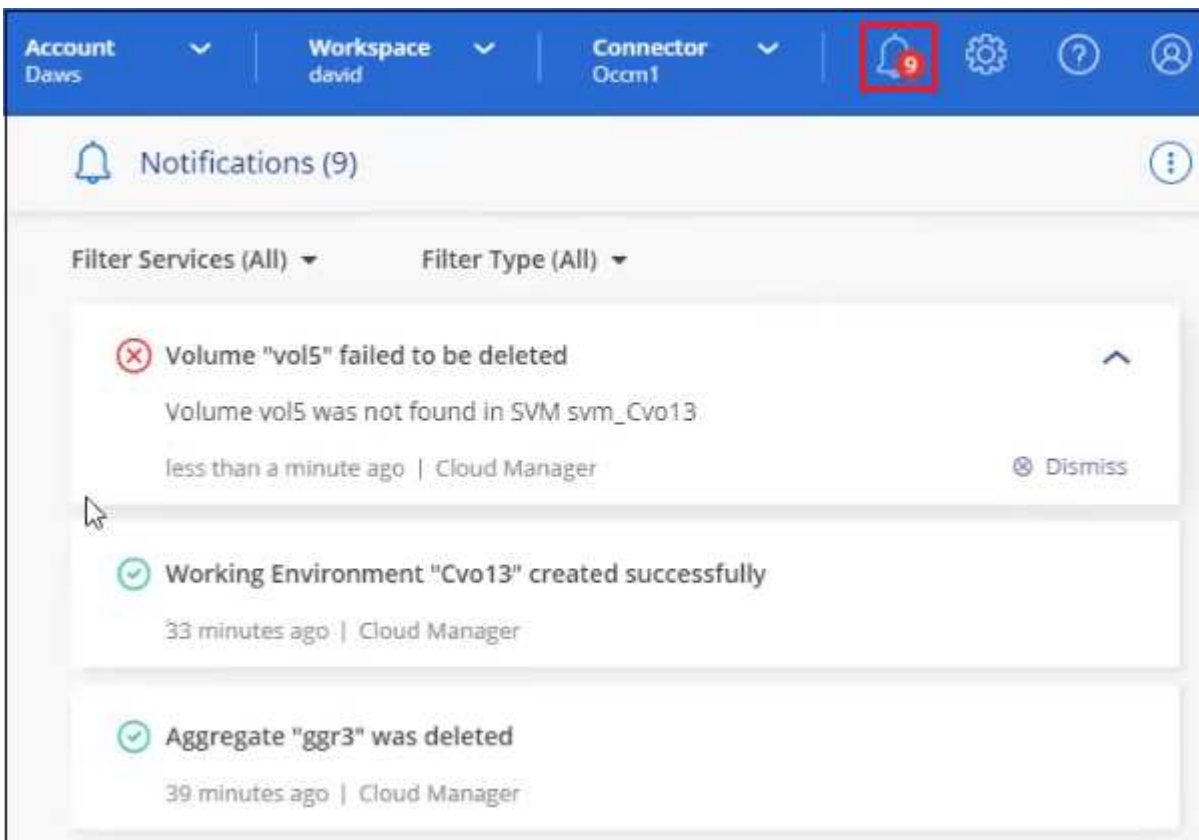 Account
Daws
Workspace
david
Connector
Occm1
9
Notifications (9)
Filter Services (All)
Filter Type (All)
Volume "vol5" failed to be deleted
Volume vol5 was not found in SVM svm_Cvo13
less than a minute ago | Cloud Manager
Dismiss
Working Environment "Cvo13" created successfully
33 minutes ago | Cloud Manager
Aggregate "ggr3" was deleted
39 minutes ago | Cloud Manager